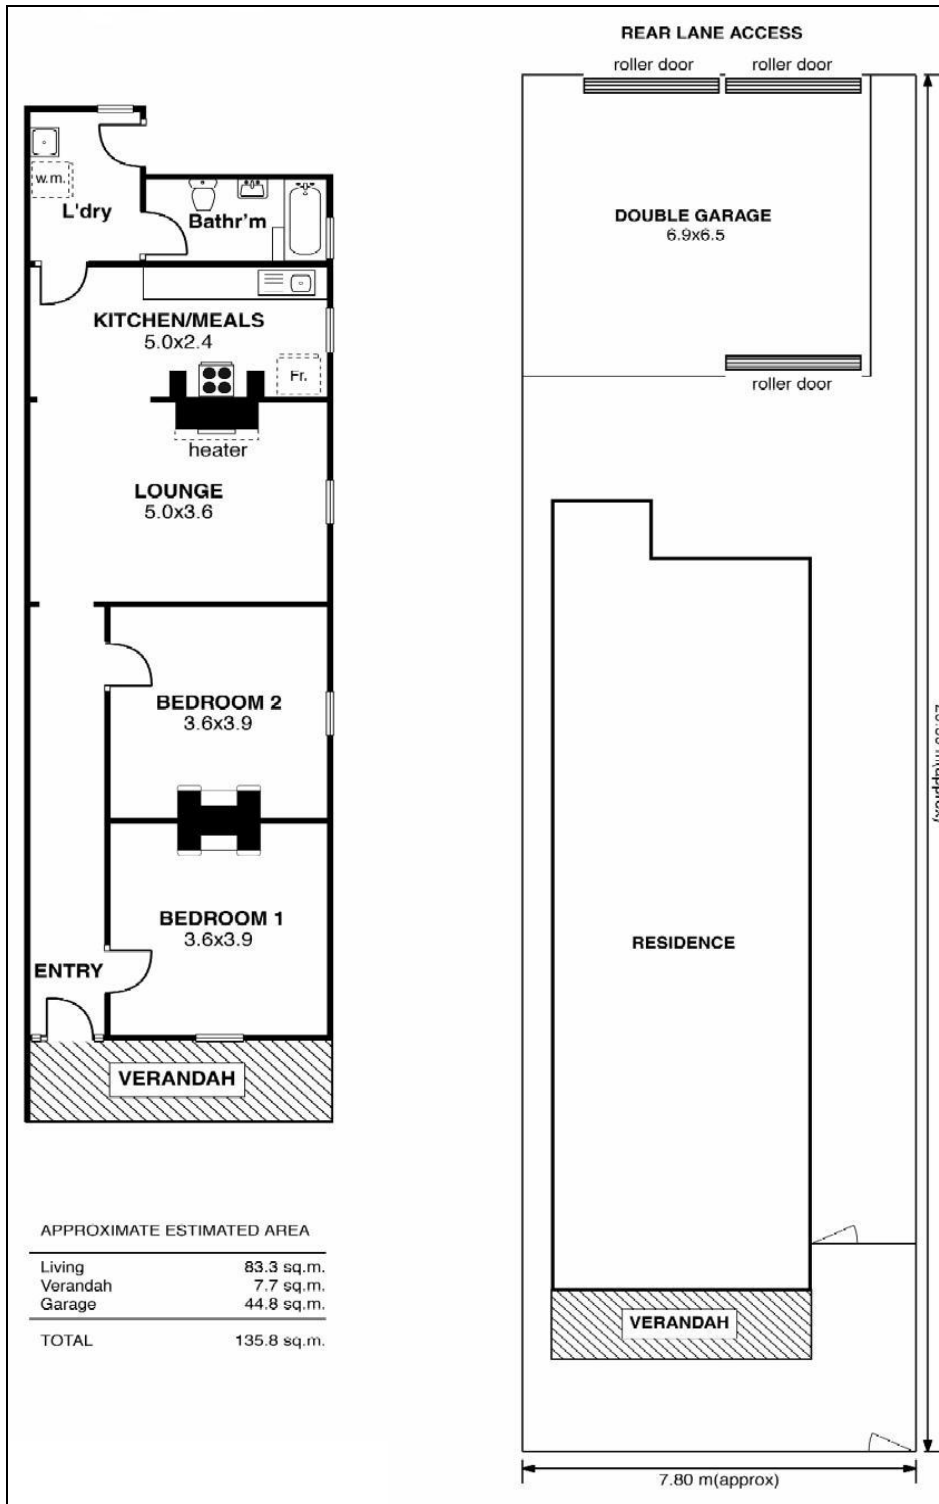 REAR LANE ACCESS
roller door
roller door
DOUBLE GARAGE
6.9x6.5
roller door
w.m.
L'dry
Bathr'm
KITCHEN/MEALS
5.0x2.4
Fr.
heater
LOUNGE
5.0x3.6
BEDROOM 2
3.6x3.9
BEDROOM 1
3.6x3.9
ENTRY
VERANDAH
RESIDENCE
VERANDAH
7.80 m(approx)
APPROXIMATE ESTIMATED AREA
Living 83.3 sq.m.
Verandah 7.7 sq.m.
Garage 44.8 sq.m.
TOTAL 135.8 sq.m.